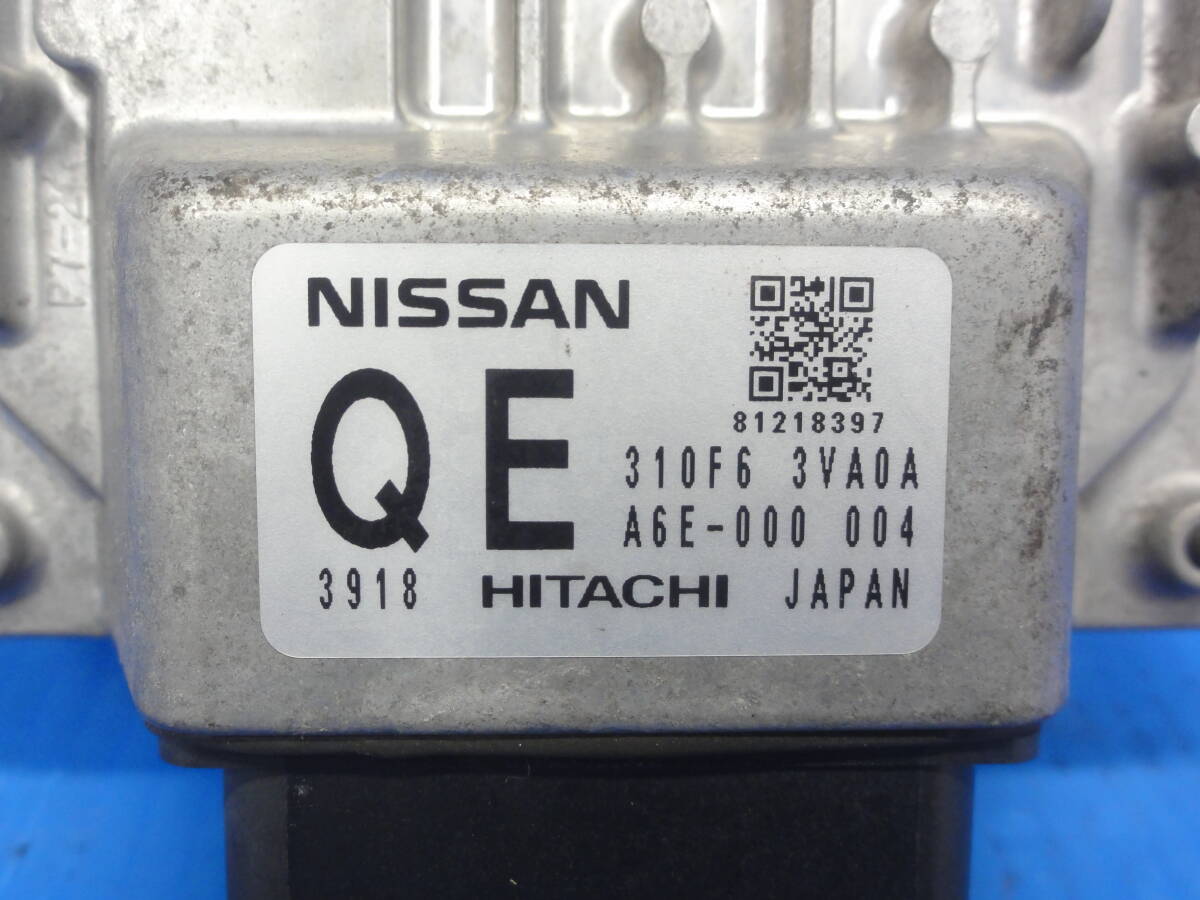 NISSAN
QE
81218397
310F6 3VA0A
A6E-000 004
3918 HITACHI JAPAN